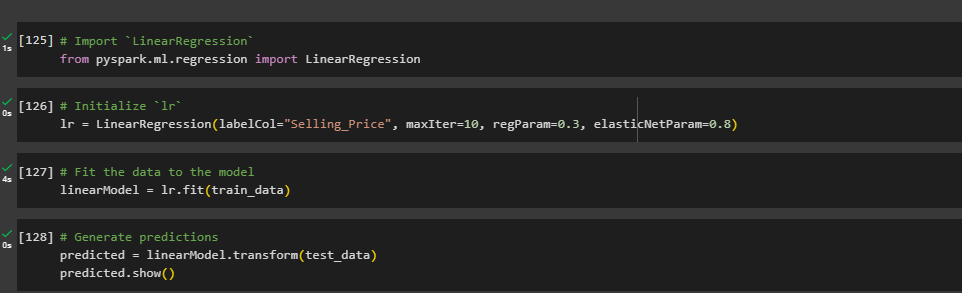 [125] # Import `LinearRegression`
1s
from pyspark.ml.regression import LinearRegression
[126] # Initialize `lr`
0s
lr = LinearRegression(labelCol="Selling_Price", maxIter=10, regParam=0.3, elasticNetParam=0.8)
[127] # Fit the data to the model
4s
linearModel = lr.fit(train_data)
[128] # Generate predictions
0s
predicted = linearModel.transform(test_data)
predicted.show()